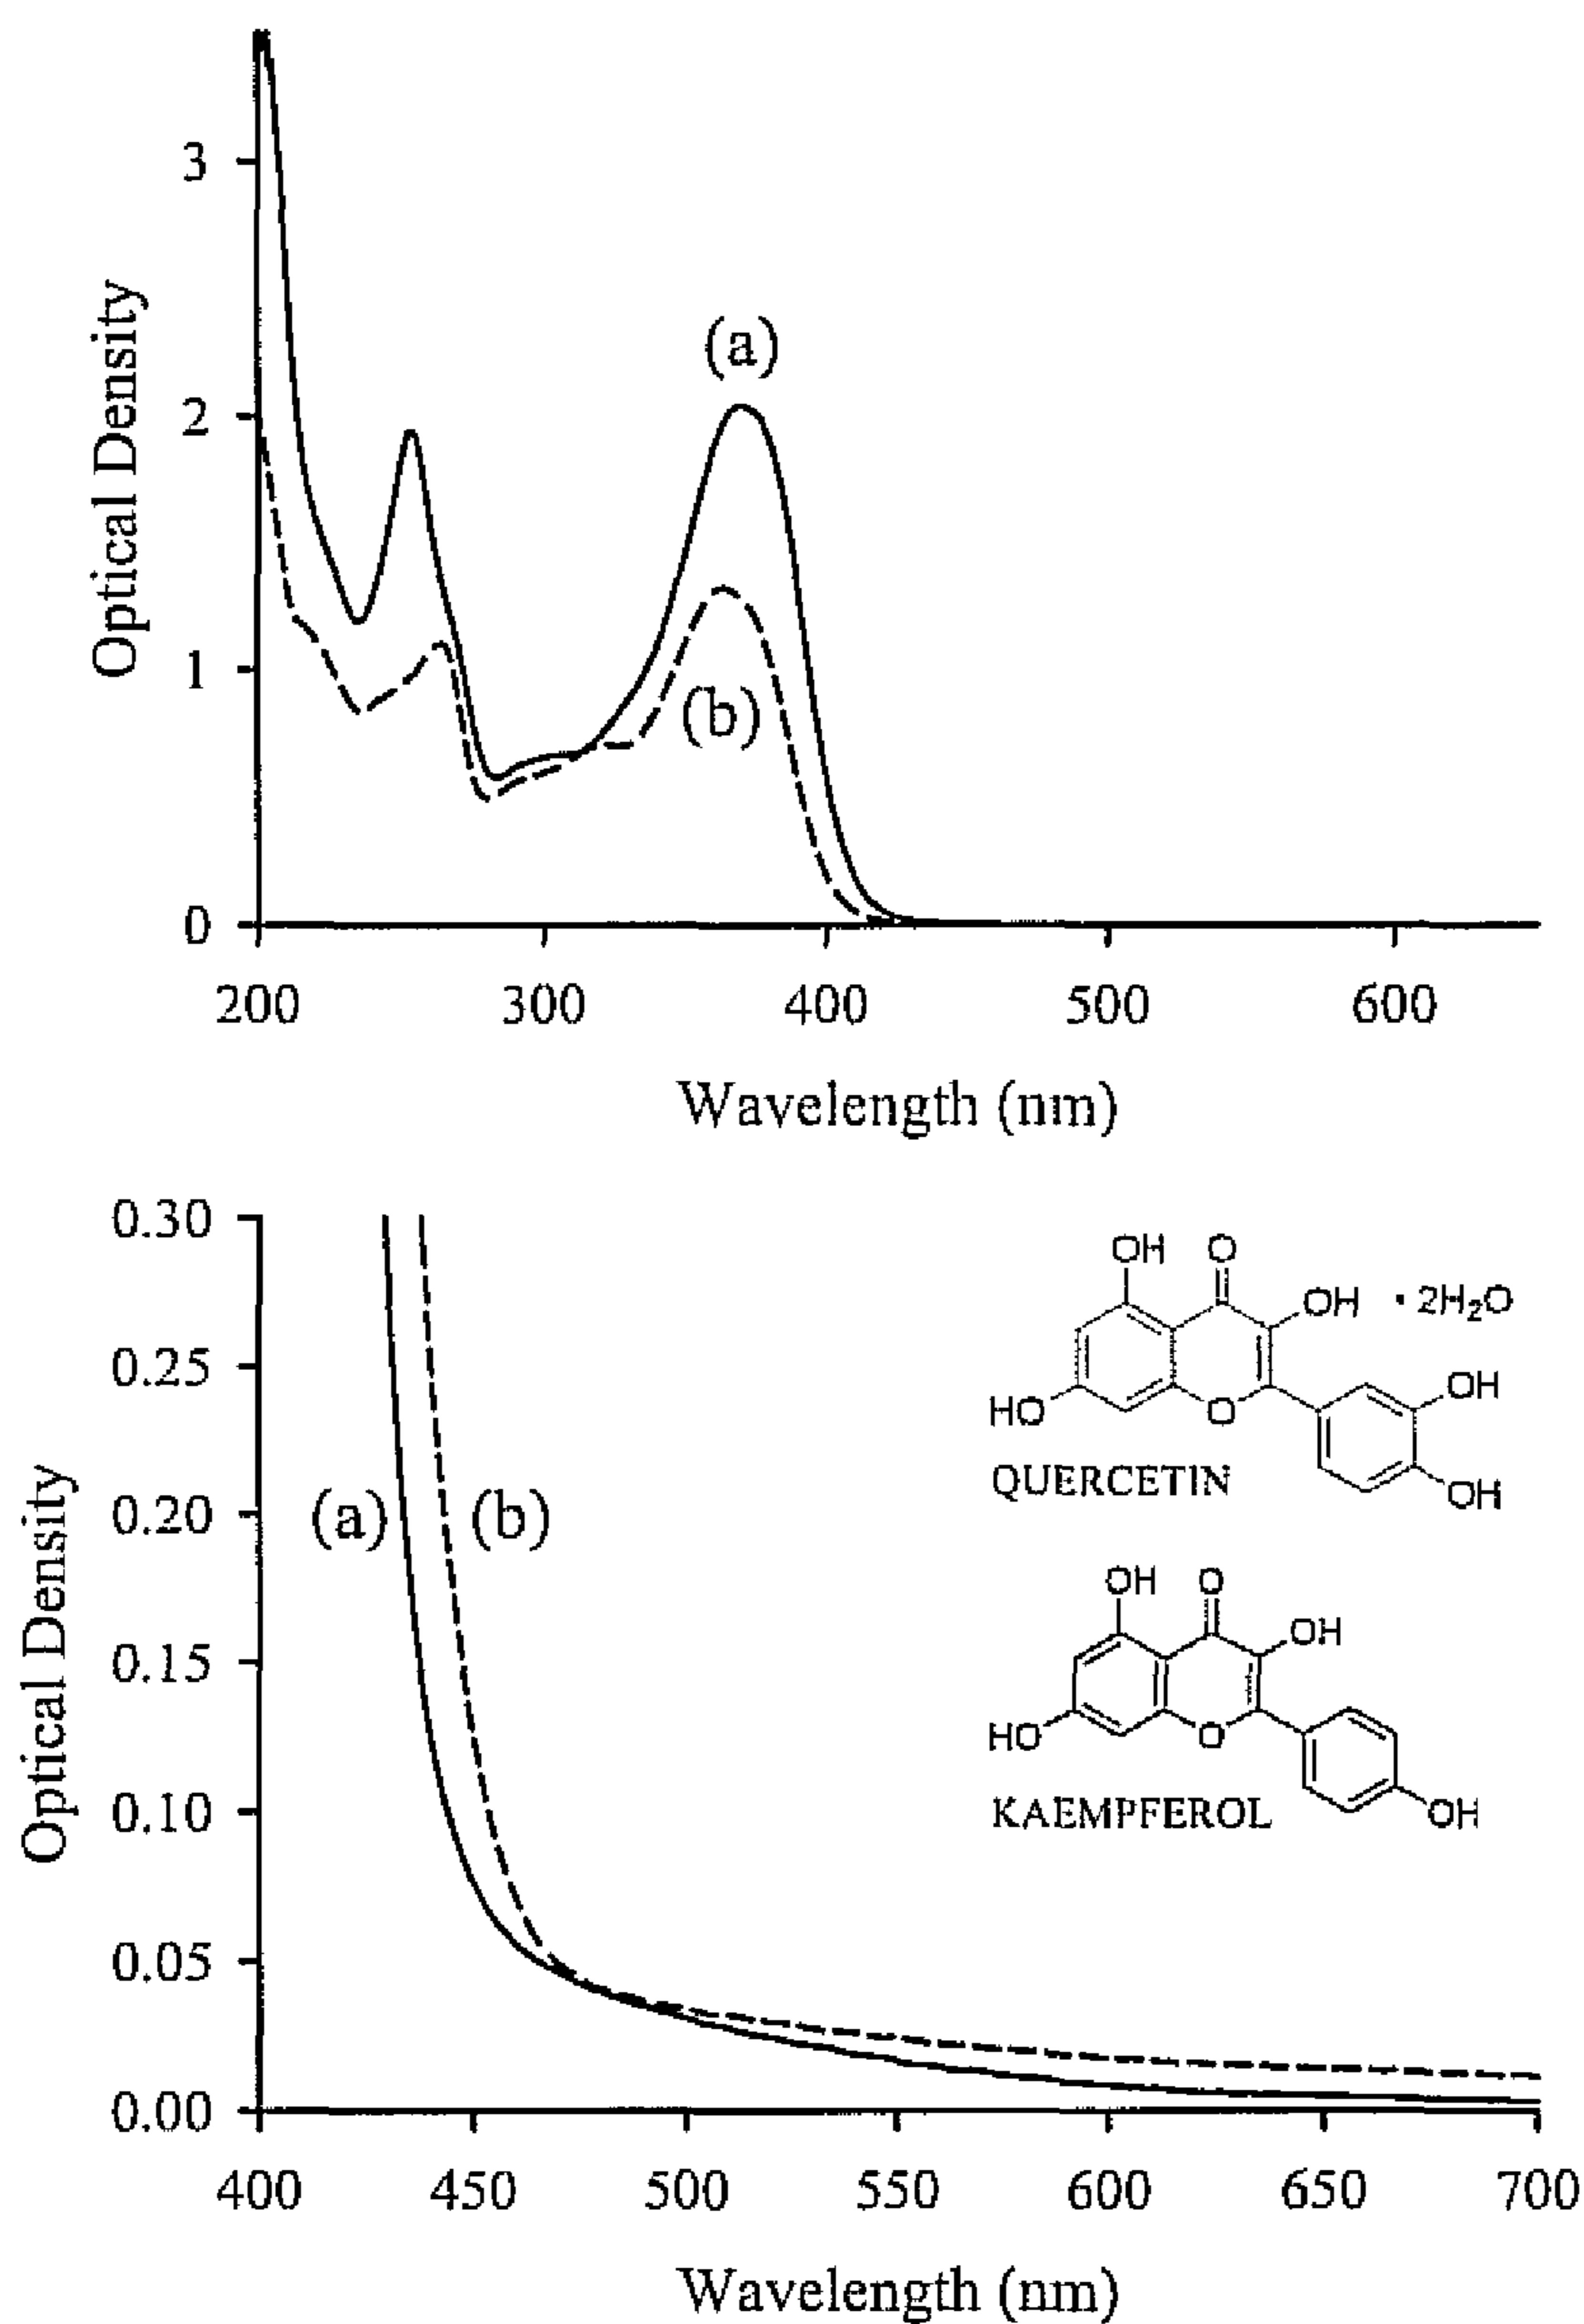 3
2
1
0
Optical Density
(a)
(b)
200 300 400 500 600
Wavelength (nm)
0.30
0.25
0.20
0.15
0.10
0.05
0.00
Optical Density
(a) (b)
OH O
OH · 2H₂O
HO O OH
OH
QUERCETIN
OH O
OH
HO O
OH
KAEMPFEROL
400 450 500 550 600 650 700
Wavelength (nm)